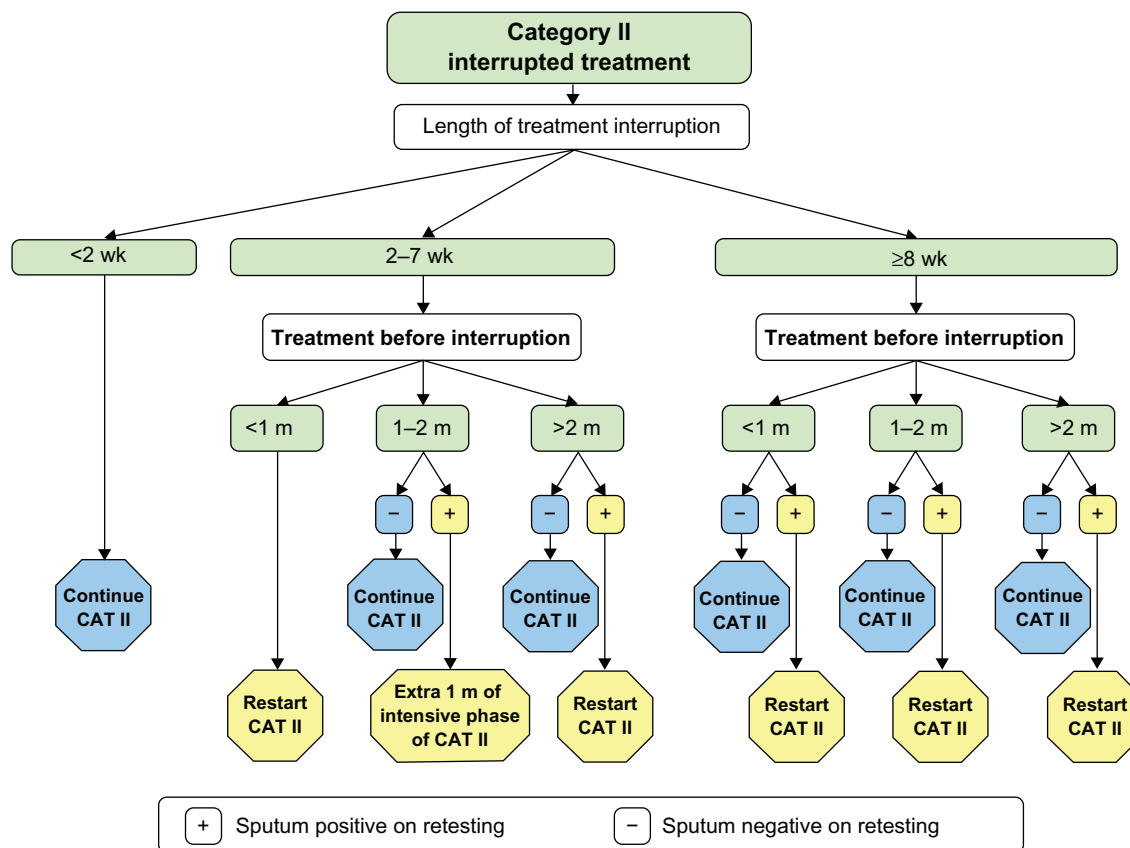 Category II
interrupted treatment
Length of treatment interruption
<2 wk
2–7 wk
≥8 wk
Treatment before interruption
Treatment before interruption
<1 m
1–2 m
>2 m
<1 m
1–2 m
>2 m
−
+
−
+
−
+
−
+
−
+
Continue
CAT II
Continue
CAT II
Continue
CAT II
Continue
CAT II
Continue
CAT II
Continue
CAT II
Restart
CAT II
Extra 1 m of
intensive phase
of CAT II
Restart
CAT II
Restart
CAT II
Restart
CAT II
Restart
CAT II
+ Sputum positive on retesting
− Sputum negative on retesting